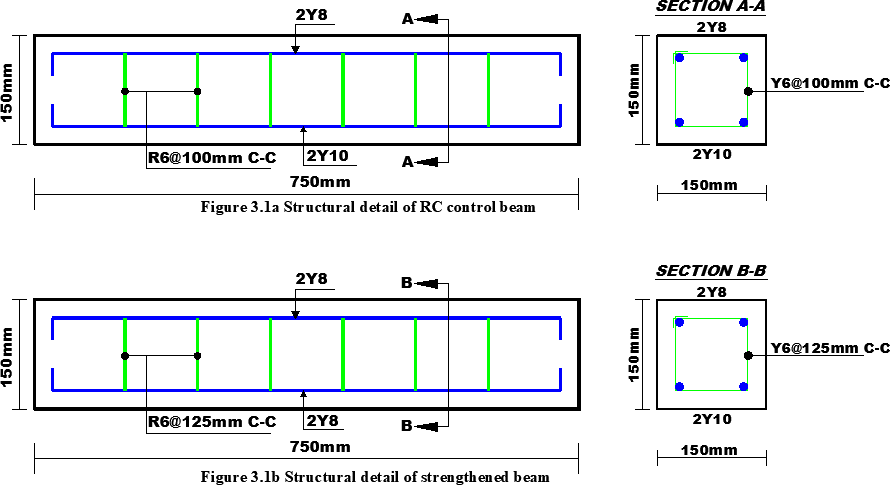 SECTION A-A
2Y8
A
2Y8
150mm
150mm
Y6@100mm C-C
R6@100mm C-C
2Y10
A
2Y10
750mm
150mm
Figure 3.1a Structural detail of RC control beam
SECTION B-B
2Y8
B
2Y8
150mm
150mm
Y6@125mm C-C
R6@125mm C-C
2Y8
B
2Y10
750mm
150mm
Figure 3.1b Structural detail of strengthened beam